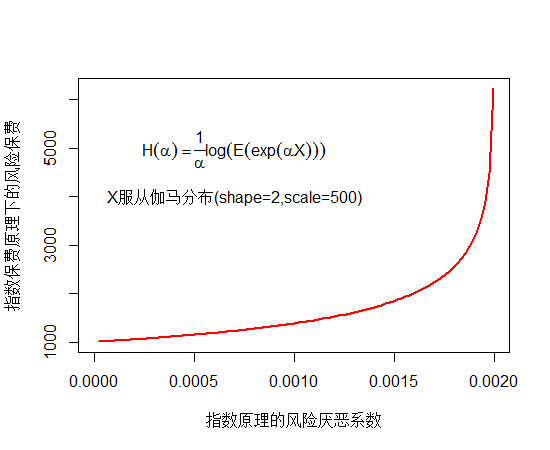 H(α) = 1/α log(E(exp(αX)))
X服从伽马分布(shape=2,scale=500)
指数保费原理下的风险保费
5000
3000
1000
0.0000 0.0005 0.0010 0.0015 0.0020
指数原理的风险厌恶系数